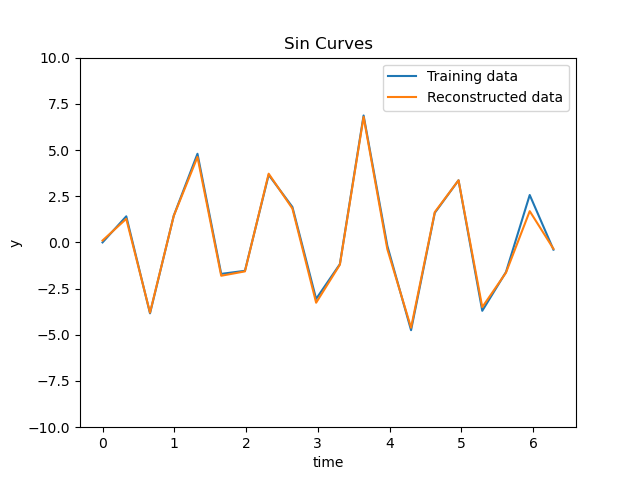 Sin Curves
Training data
Reconstructed data
10.0
7.5
5.0
2.5
0.0
−2.5
−5.0
−7.5
−10.0
y
0 1 2 3 4 5 6
time